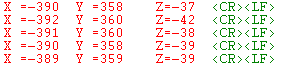 X =-390  Y =358    Z=-37  <CR><LF>
X =-392  Y =360    Z=-42  <CR><LF>
X =-391  Y =360    Z=-38  <CR><LF>
X =-390  Y =358    Z=-39  <CR><LF>
X =-389  Y =359    Z=-39  <CR><LF>